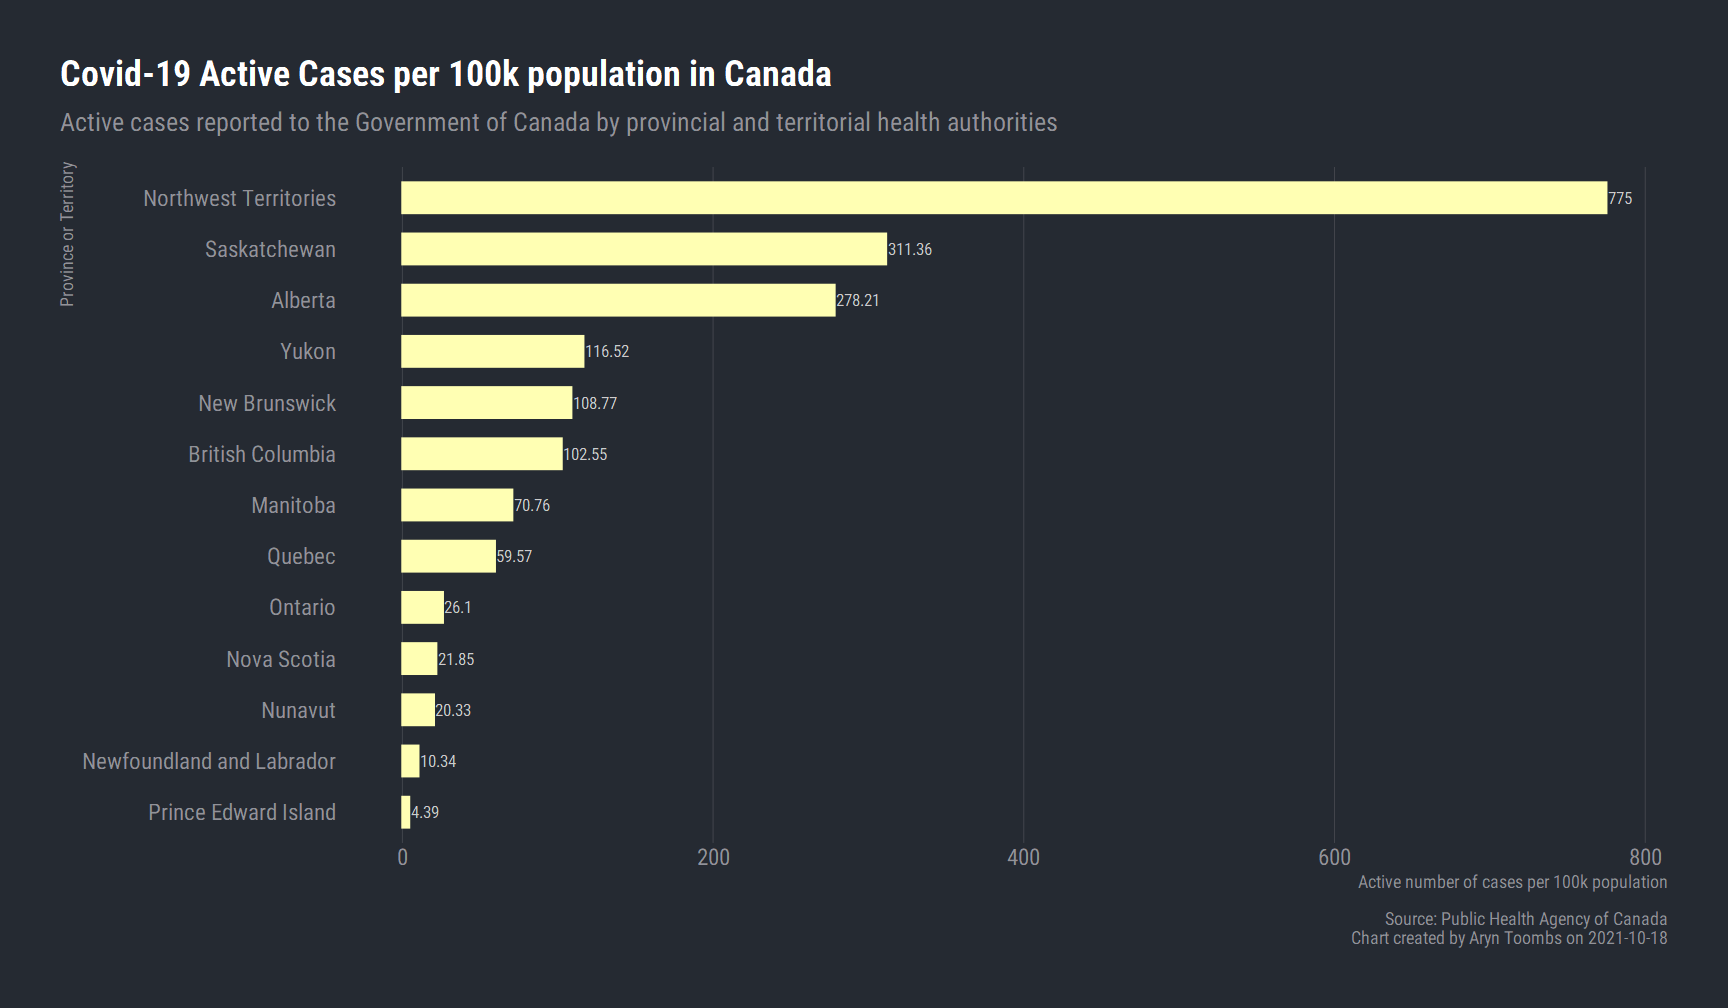 Covid-19 Active Cases per 100k population in Canada
Active cases reported to the Government of Canada by provincial and territorial health authorities
Province or Territory
Northwest Territories 775
Saskatchewan 311.36
Alberta 278.21
Yukon 116.52
New Brunswick 108.77
British Columbia 102.55
Manitoba 70.76
Quebec 59.57
Ontario 26.1
Nova Scotia 21.85
Nunavut 20.33
Newfoundland and Labrador 10.34
Prince Edward Island 4.39
0 200 400 600 800
Active number of cases per 100k population
Source: Public Health Agency of Canada
Chart created by Aryn Toombs on 2021-10-18